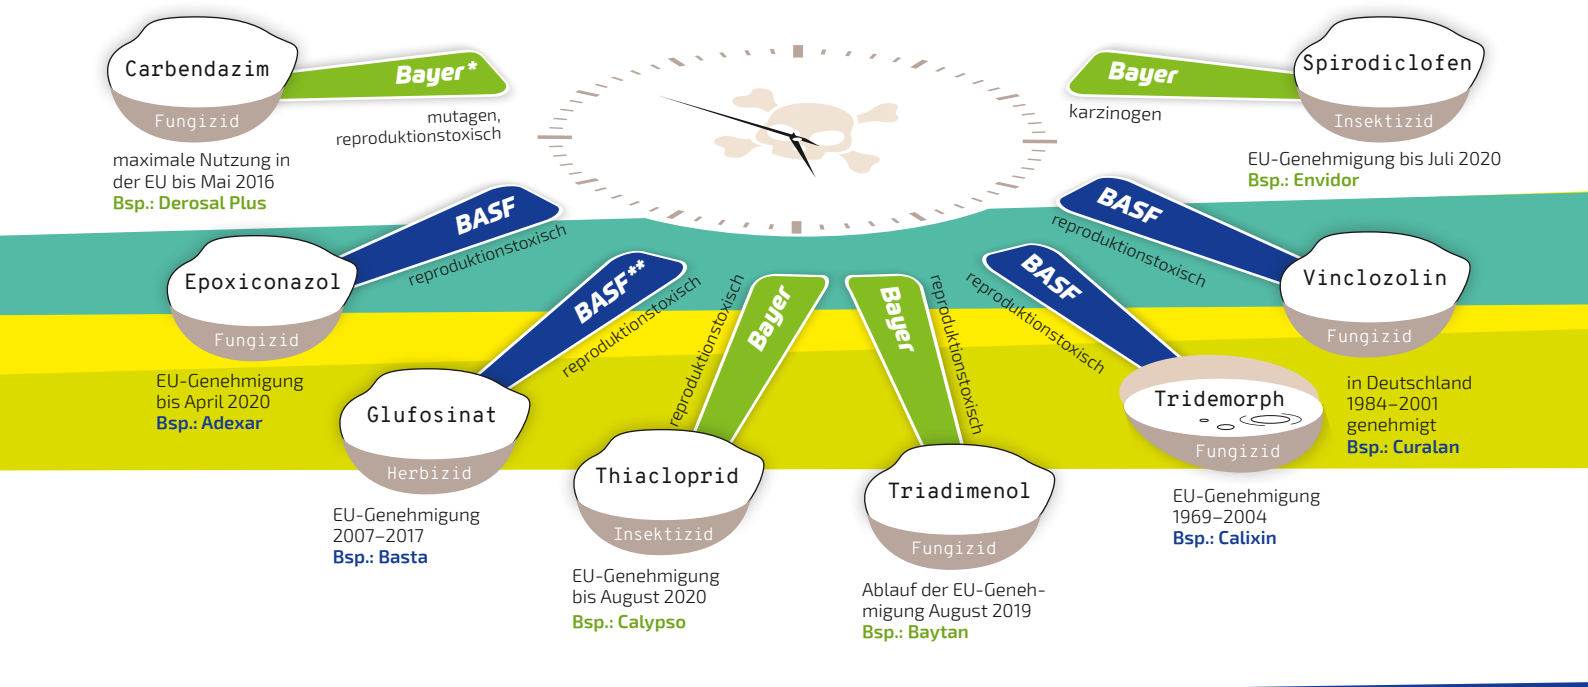 Carbendazim
Fungizid
Bayer*
mutagen,
reproduktionstoxisch
maximale Nutzung in
der EU bis Mai 2016
Bsp.: Derosal Plus
Bayer
karzinogen
Spirodiclofen
Insektizid
EU-Genehmigung bis Juli 2020
Bsp.: Envidor
BASF
reproduktionstoxisch
Epoxiconazol
Fungizid
EU-Genehmigung
bis April 2020
Bsp.: Adexar
BASF**
reproduktionstoxisch
Glufosinat
Herbizid
EU-Genehmigung
2007–2017
Bsp.: Basta
Bayer
reproduktionstoxisch
Thiacloprid
Insektizid
EU-Genehmigung
bis August 2020
Bsp.: Calypso
Bayer
reproduktionstoxisch
Triadimenol
Fungizid
Ablauf der EU-Geneh-
migung August 2019
Bsp.: Baytan
BASF
reproduktionstoxisch
Tridemorph
Fungizid
EU-Genehmigung
1969–2004
Bsp.: Calixin
BASF
reproduktionstoxisch
Vinclozolin
Fungizid
in Deutschland
1984–2001
genehmigt
Bsp.: Curalan